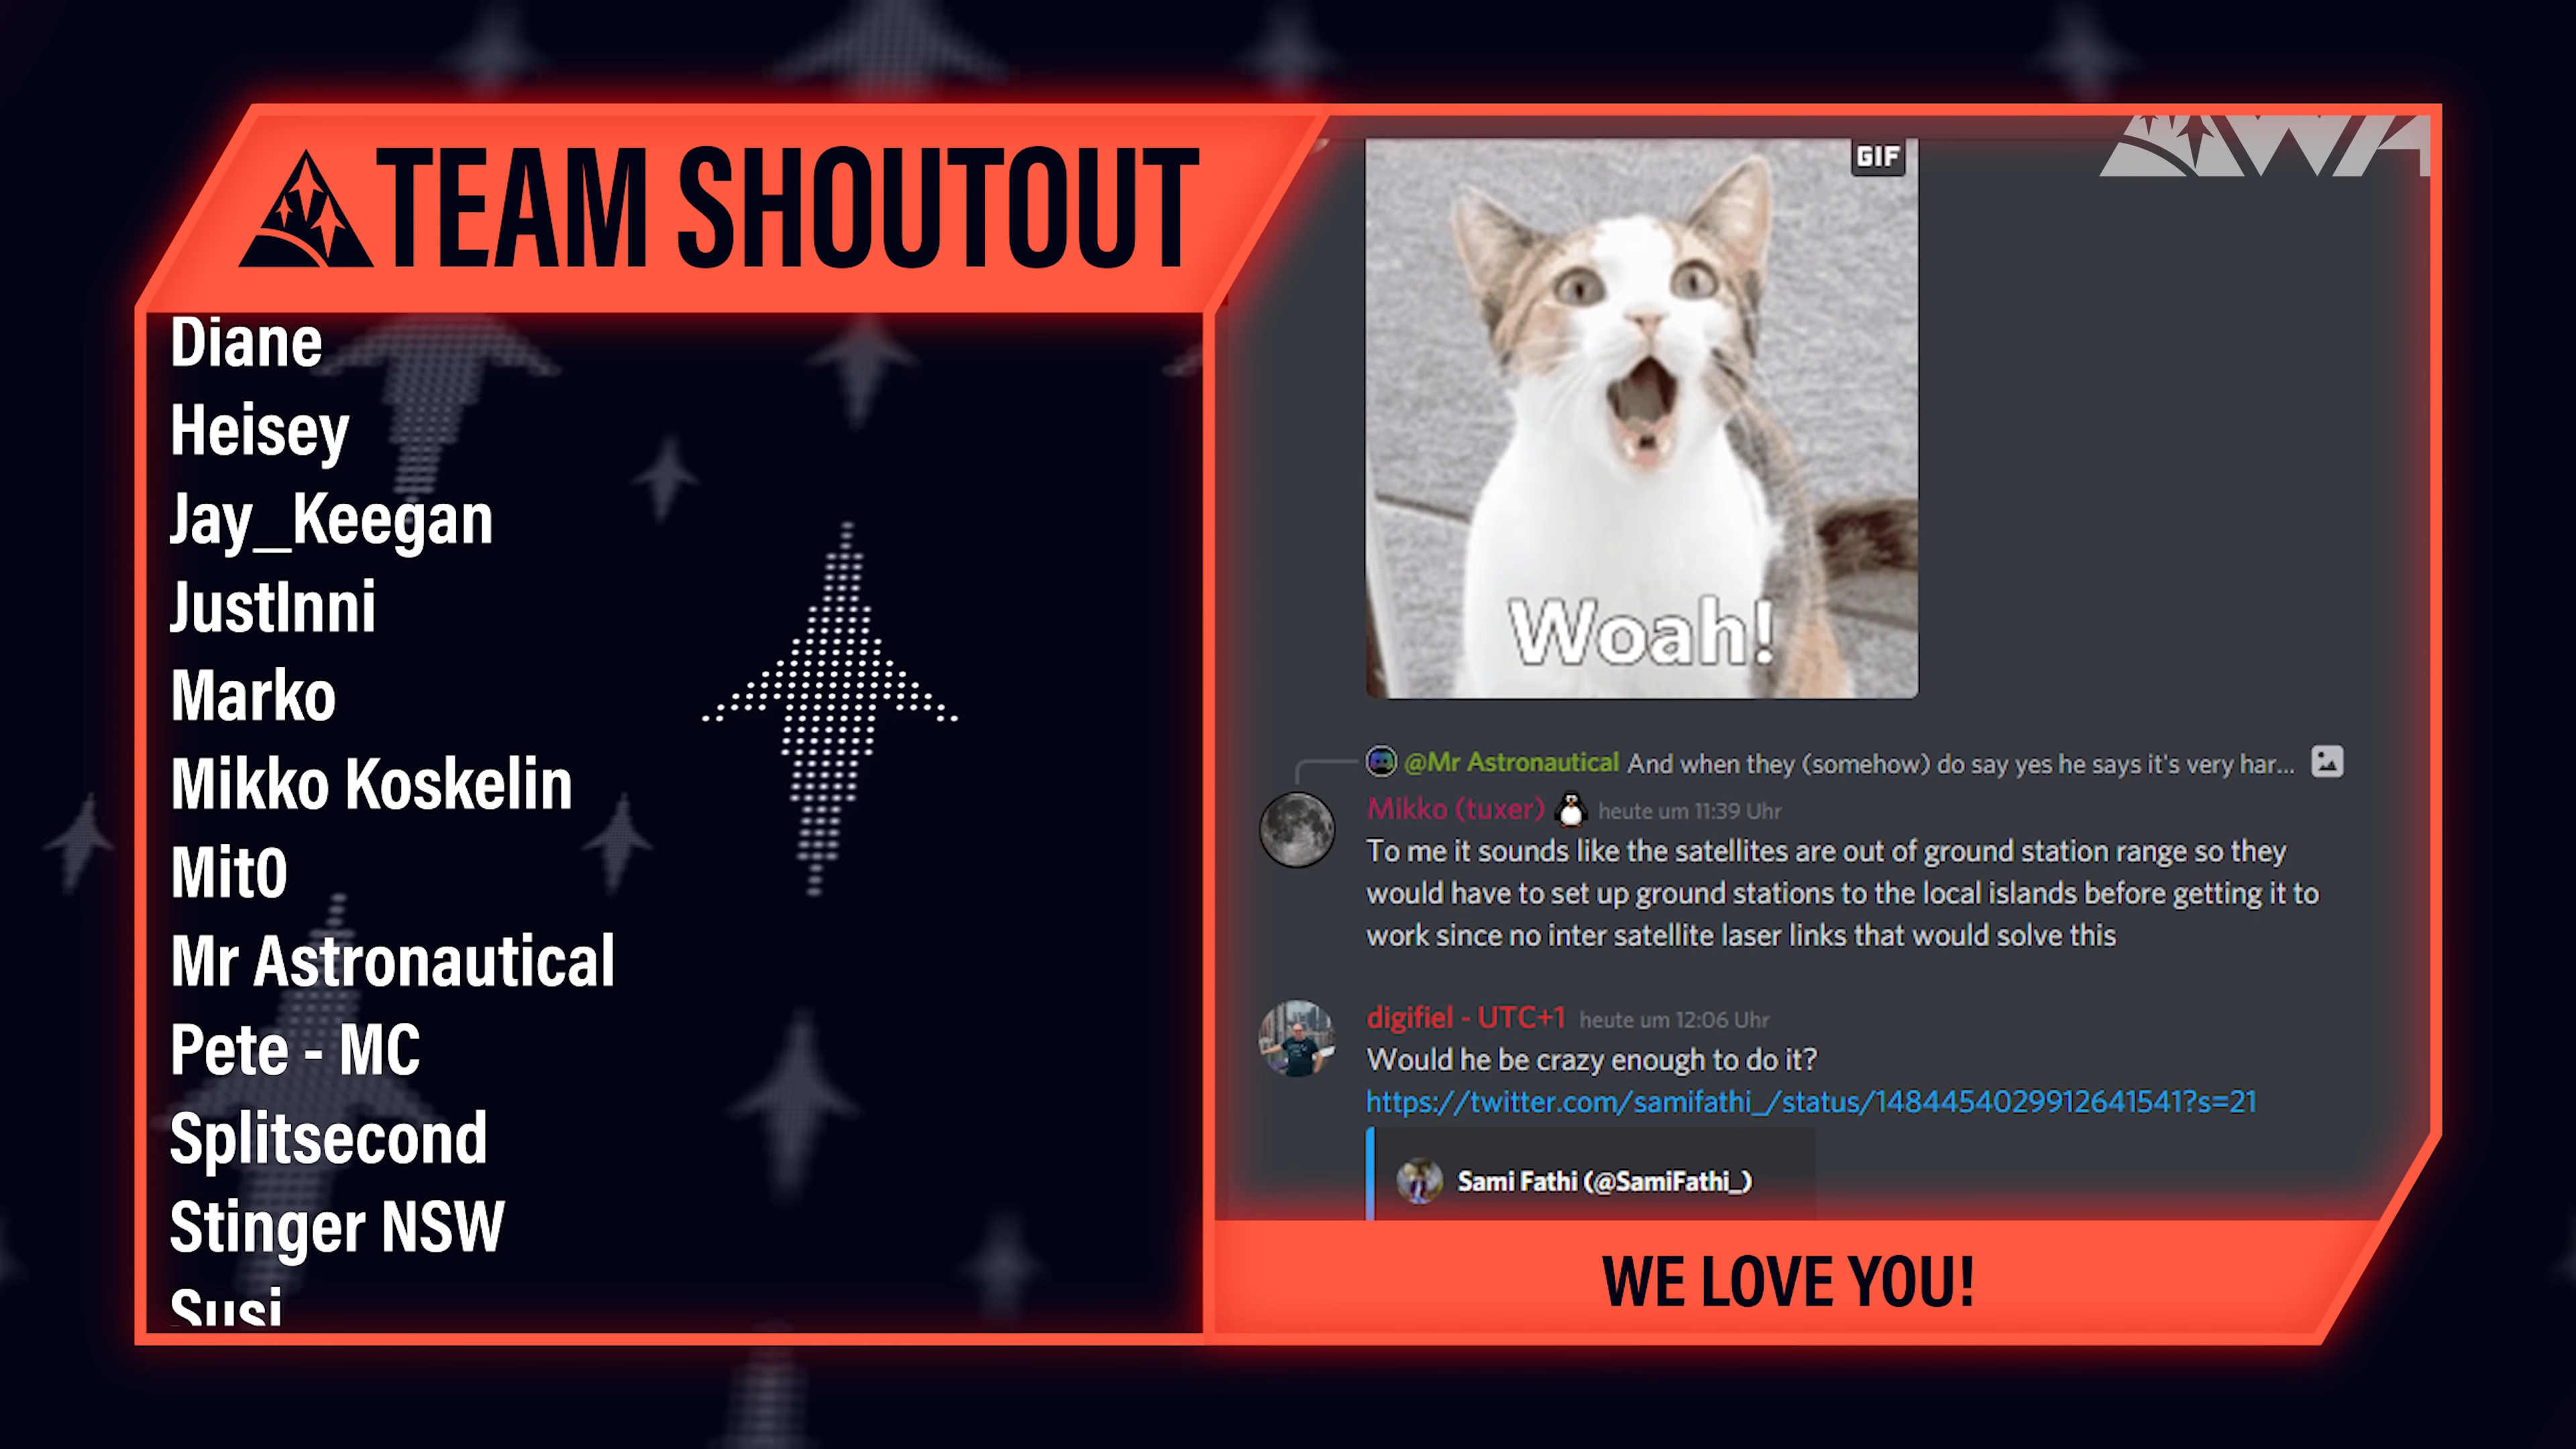 TEAM SHOUTOUT
Diane
Heisey
Jay_Keegan
JustInni
Marko
Mikko Koskelin
Mit0
Mr Astronautical
Pete - MC
Splitsecond
Stinger NSW
Susi
GIF
Woah!
@Mr Astronautical And when they (somehow) do say yes he says it's very har...
Mikko (tuxer) heute um 11:39 Uhr
To me it sounds like the satellites are out of ground station range so they
would have to set up ground stations to the local islands before getting it to
work since no inter satellite laser links that would solve this
digifiel - UTC+1 heute um 12:06 Uhr
Would he be crazy enough to do it?
https://twitter.com/samifathi_/status/1484454029912641541?s=21
Sami Fathi (@SamiFathi_)
WE LOVE YOU!